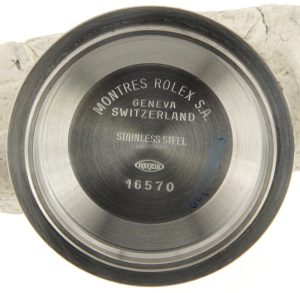 MONTRES ROLEX S.A.
GENEVA
SWITZERLAND
STAINLESS STEEL
16570